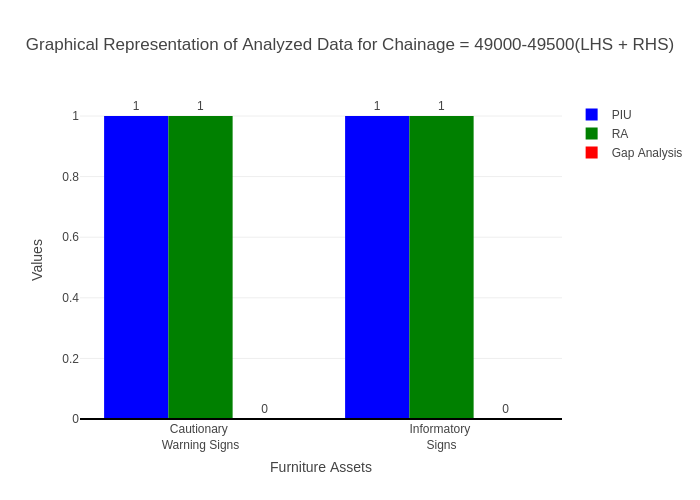 Graphical Representation of Analyzed Data for Chainage = 49000-49500(LHS + RHS)
1 1 1 1
PIU
RA
Gap Analysis
1
0.8
0.6
0.4
0.2
0
Values
0 0
Cautionary
Warning Signs
Informatory
Signs
Furniture Assets